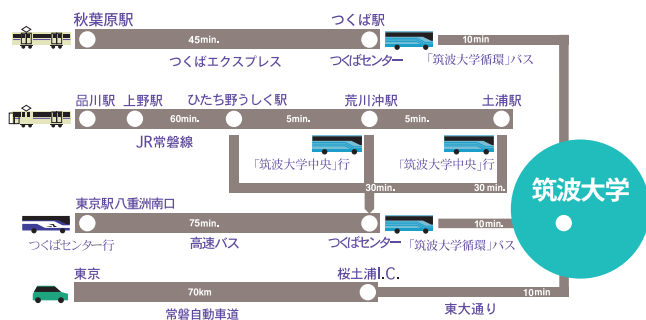 秋葉原駅
つくば駅
45min.
10min
つくばエクスプレス
つくばセンター
「筑波大学循環」バス
品川駅
上野駅
ひたち野うしく駅
荒川沖駅
土浦駅
60min.
5min.
5min.
JR常磐線
「筑波大学中央」行
「筑波大学中央」行
30min.
30min.
筑波大学
東京駅八重洲南口
75min.
10min.
つくばセンター行
高速バス
つくばセンター
「筑波大学循環」バス
東京
桜土浦I.C.
70km
10min
常磐自動車道
東大通り